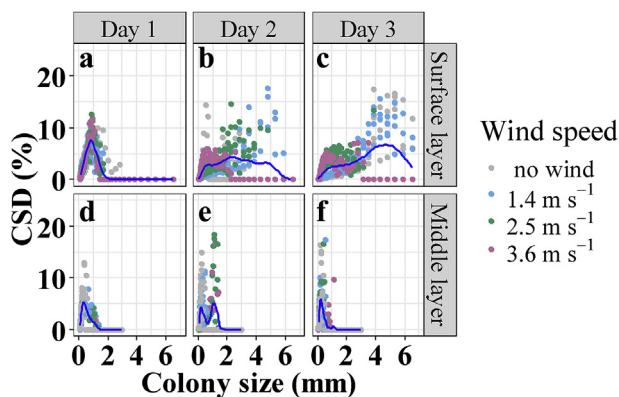 Day 1 Day 2 Day 3
a b c
Surface layer
20
10
0
d e f
Middle layer
20
10
0
CSD (%)
0 2 4 6 0 2 4 6 0 2 4 6
Colony size (mm)
Wind speed
no wind
1.4 m s⁻¹
2.5 m s⁻¹
3.6 m s⁻¹